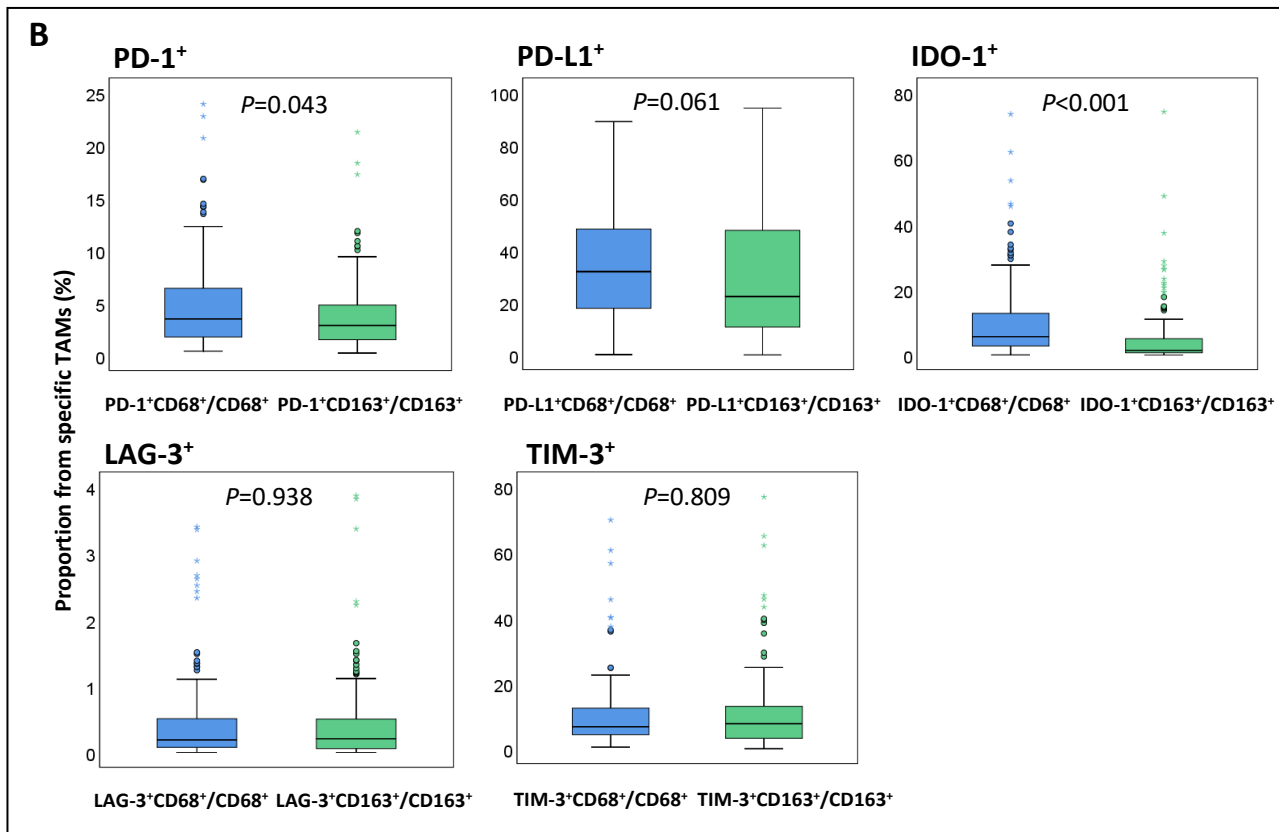 B
Proportion from specific TAMs (%)
PD-1⁺
P=0.043
25
20
15
10
5
0
PD-1⁺CD68⁺/CD68⁺ PD-1⁺CD163⁺/CD163⁺
PD-L1⁺
P=0.061
100
80
60
40
20
0
PD-L1⁺CD68⁺/CD68⁺ PD-L1⁺CD163⁺/CD163⁺
IDO-1⁺
P<0.001
80
60
40
20
0
IDO-1⁺CD68⁺/CD68⁺ IDO-1⁺CD163⁺/CD163⁺
LAG-3⁺
P=0.938
4
3
2
1
0
LAG-3⁺CD68⁺/CD68⁺ LAG-3⁺CD163⁺/CD163⁺
TIM-3⁺
P=0.809
80
60
40
20
0
TIM-3⁺CD68⁺/CD68⁺ TIM-3⁺CD163⁺/CD163⁺